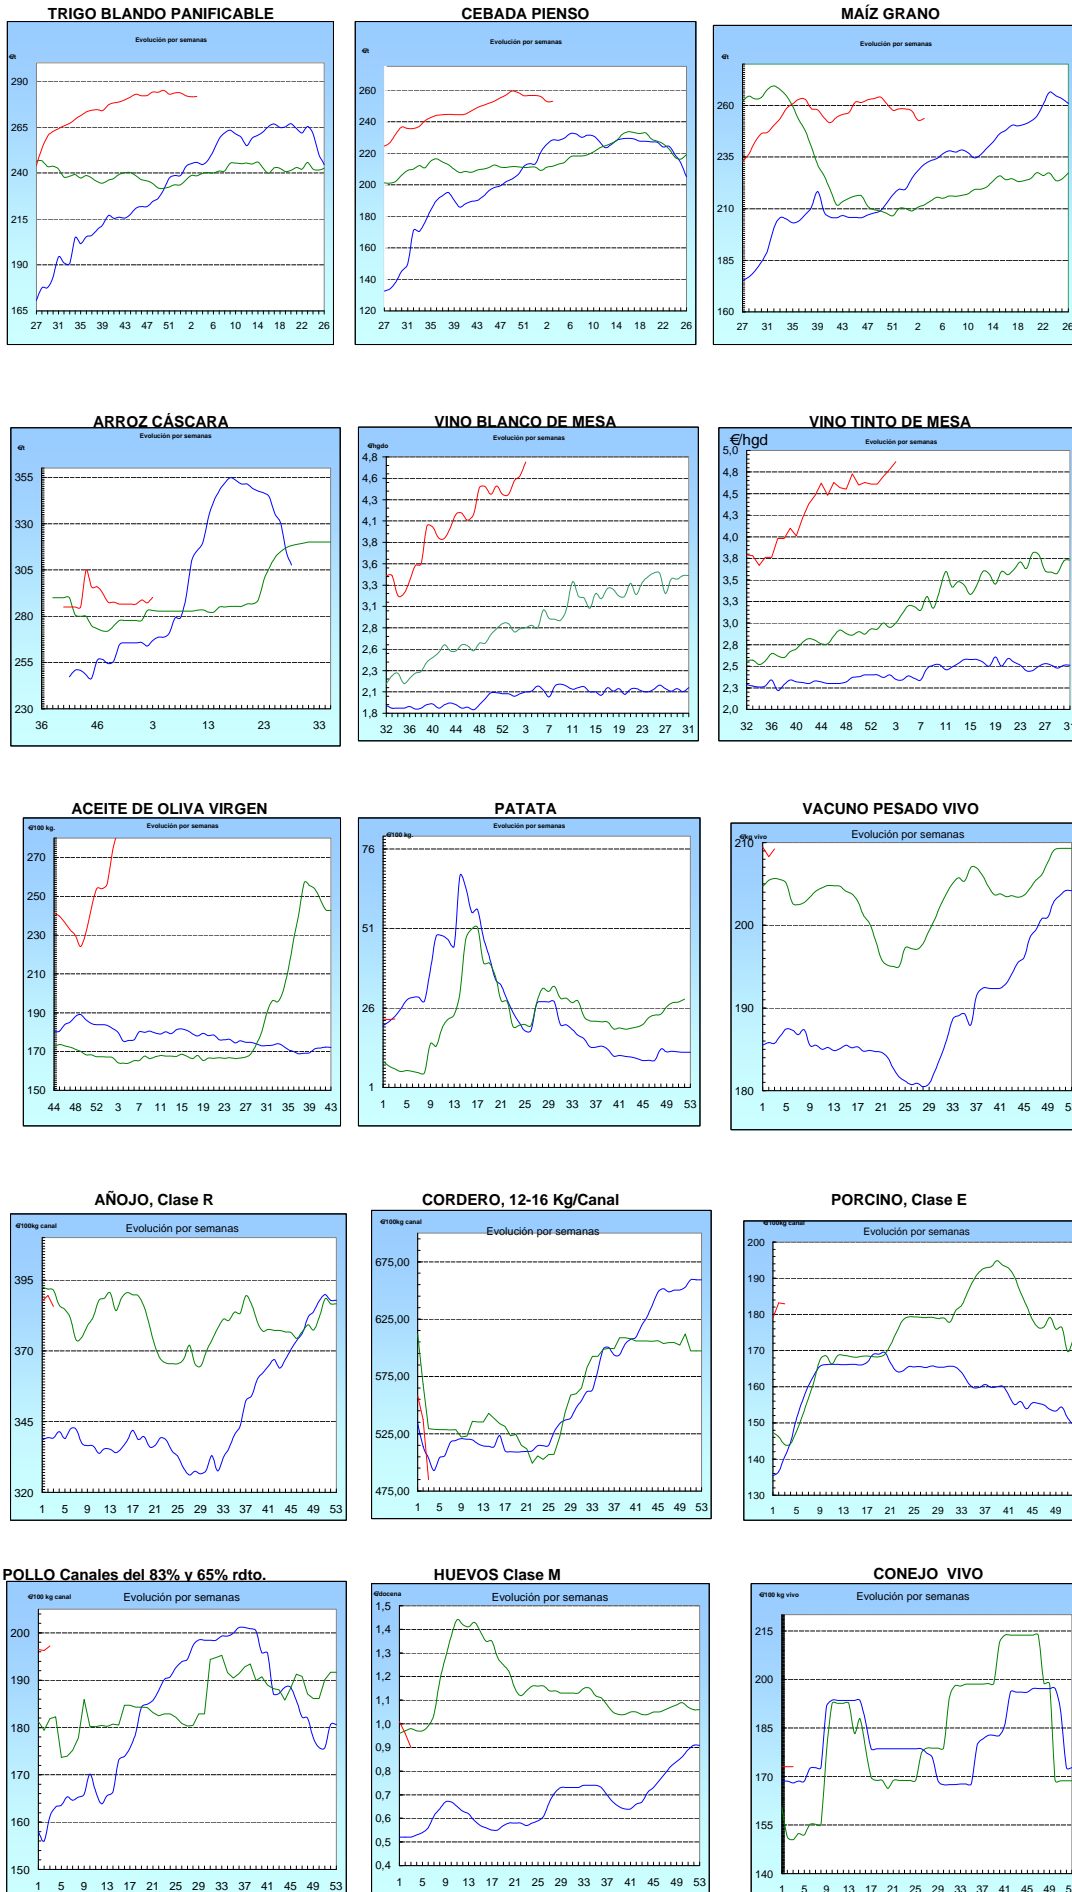 TRIGO BLANDO PANIFICABLE
Evolución por semanas
€/t
290
265
240
215
190
165
27 31 35 39 43 47 51 2 6 10 14 18 22 26
CEBADA PIENSO
Evolución por semanas
€/t
260
240
220
200
180
160
140
120
27 31 35 39 43 47 51 2 6 10 14 18 22 26
MAÍZ GRANO
Evolución por semanas
€/t
260
235
210
185
160
27 31 35 39 43 47 51 2 6 10 14 18 22 26
ARROZ CÁSCARA
Evolución por semanas
€/t
355
330
305
280
255
230
36 46 3 13 23 33
VINO BLANCO DE MESA
Evolución por semanas
€/hgdo
4,8
4,6
4,3
4,1
3,8
3,6
3,3
3,1
2,8
2,6
2,3
2,1
1,8
32 36 40 44 48 52 3 7 11 15 19 23 27 31
VINO TINTO DE MESA
€/hgd
Evolución por semanas
5,0
4,8
4,5
4,3
4,0
3,8
3,5
3,3
3,0
2,8
2,5
2,3
2,0
32 36 40 44 48 52 3 7 11 15 19 23 27 31
ACEITE DE OLIVA VIRGEN
€/100 kg.
Evolución por semanas
270
250
230
210
190
170
150
44 48 52 3 7 11 15 19 23 27 31 35 39 43
PATATA
Evolución por semanas
€/100 kg.
76
51
26
1
1 5 9 13 17 21 25 29 33 37 41 45 49 53
VACUNO PESADO VIVO
€/kg vivo
Evolución por semanas
210
200
190
180
1 5 9 13 17 21 25 29 33 37 41 45 49 53
AÑOJO, Clase R
€/100kg canal
Evolución por semanas
395
370
345
320
1 5 9 13 17 21 25 29 33 37 41 45 49 53
CORDERO, 12-16 Kg/Canal
€/100kg canal
Evolución por semanas
675,00
625,00
575,00
525,00
475,00
1 5 9 13 17 21 25 29 33 37 41 45 49 53
PORCINO, Clase E
€/100kg canal
Evolución por semanas
200
190
180
170
160
150
140
130
1 5 9 13 17 21 25 29 33 37 41 45 49
POLLO Canales del 83% y 65% rdto.
€/100 kg canal
Evolución por semanas
200
190
180
170
160
150
1 5 9 13 17 21 25 29 33 37 41 45 49 53
HUEVOS Clase M
€/docena
Evolución por semanas
1,5
1,4
1,3
1,2
1,1
1,0
0,9
0,8
0,7
0,6
0,5
0,4
1 5 9 13 17 21 25 29 33 37 41 45 49 53
CONEJO VIVO
€/100 kg vivo
Evolución por semanas
215
200
185
170
155
140
1 5 9 13 17 21 25 29 33 37 41 45 49